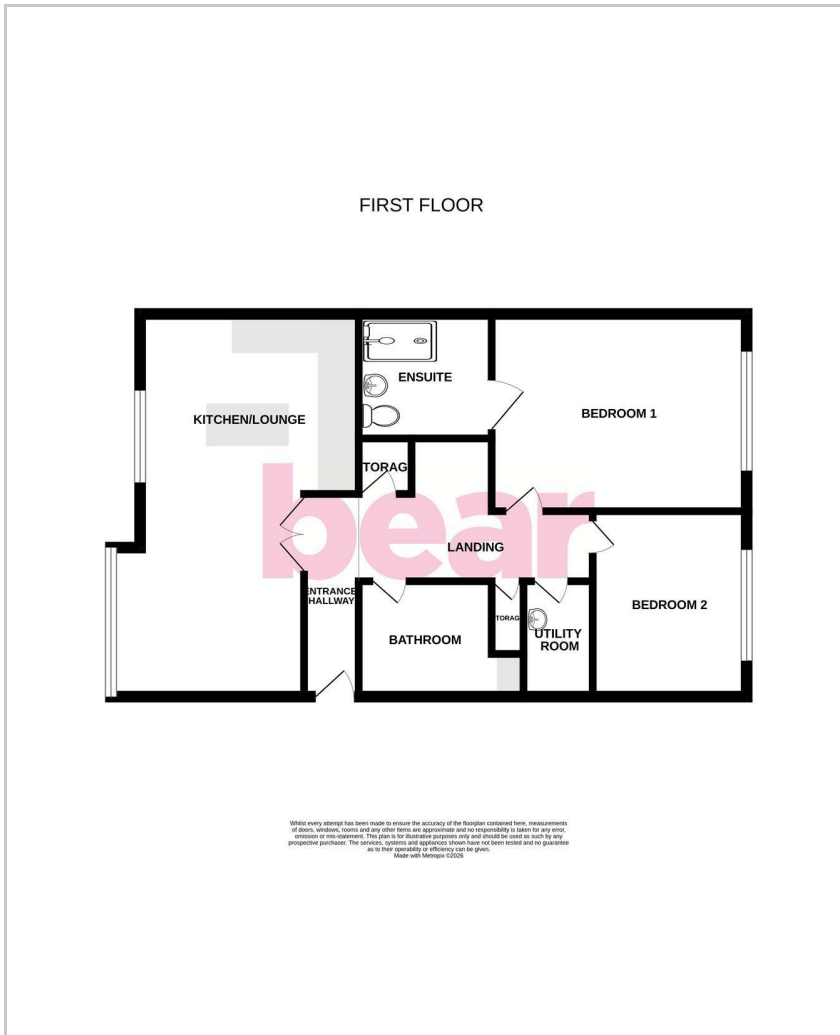 FIRST FLOOR
ENSUITE
BEDROOM 1
KITCHEN/LOUNGE
TORAG
bear
LANDING
ENTRANCE
HALLWAY
BEDROOM 2
TORAG
UTILITY
ROOM
BATHROOM
Whilst every attempt has been made to ensure the accuracy of the floorplan contained here, measurements
of doors, windows, rooms and any other items are approximate and no responsibility is taken for any error,
omission or mis-statement. This plan is for illustrative purposes only and should be used as such by any
prospective purchaser. The services, systems and appliances shown have not been tested and no guarantee
as to their operability or efficiency can be given.
Made with Metropix ©2026